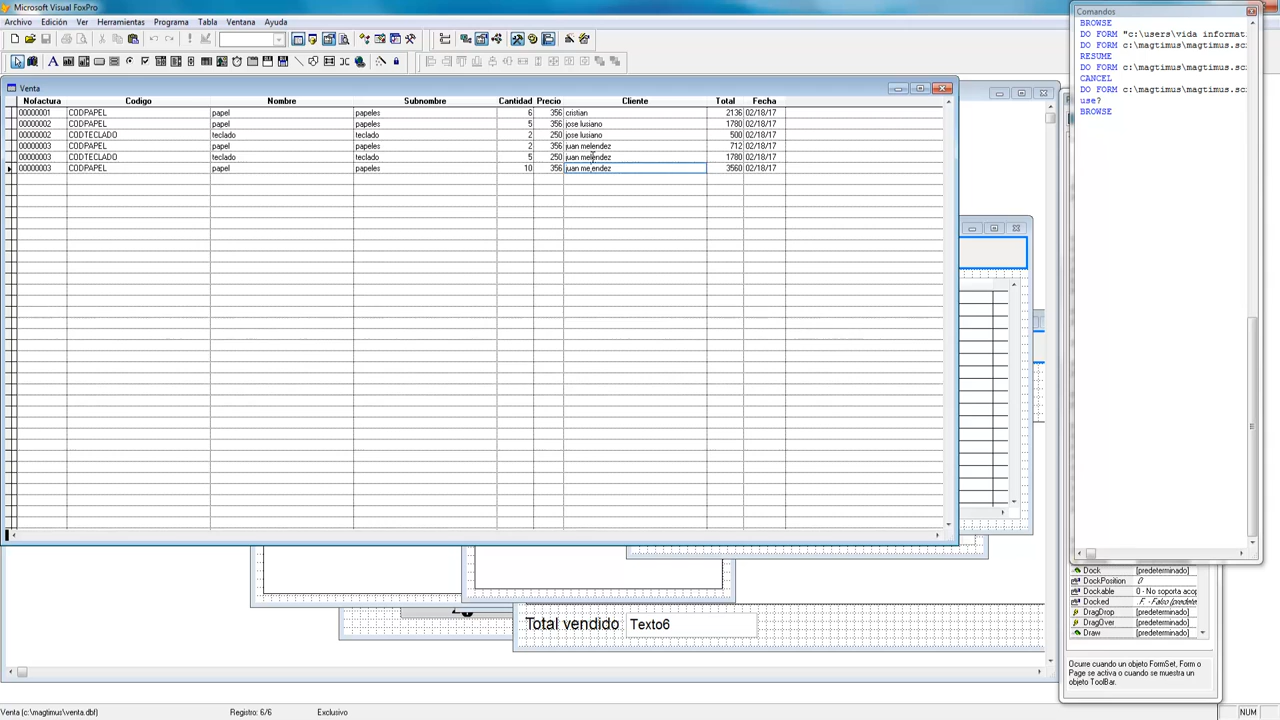 Microsoft Visual FoxPro
Archivo Edición Ver Herramientas Programa Tabla Ventana Ayuda
Venta
Nofactura Codigo Nombre Subnombre Cantidad Precio Cliente Total Fecha
00000001 CODPAPEL papel papeles 6 356 cristian 2136 02/18/17
00000002 CODPAPEL papel papeles 5 356 jose lusiano 1780 02/18/17
00000002 CODTECLADO teclado teclado 2 250 jose lusiano 500 02/18/17
00000003 CODPAPEL papel papeles 2 356 juan melendez 712 02/18/17
00000003 CODTECLADO teclado teclado 5 250 juan melendez 1780 02/18/17
00000003 CODPAPEL papel papeles 10 356 juan melendez 3560 02/18/17
Total vendido Texto6
Comandos
BROWSE
DO FORM "c:\users\vida informat
DO FORM c:\magtimus\magtimus.sc
RESUME
DO FORM c:\magtimus\magtimus.sc
CANCEL
DO FORM c:\magtimus\magtimus.sc
use?
BROWSE
Dock [predeterminado]
DockPosition 0
Dockable 0 - No soporta acop
Docked .F. - Falso (predete
DragDrop [predeterminado]
DragOver [predeterminado]
Draw [predeterminado]
Ocurre cuando un objeto FormSet, Form o
Page se activa o cuando se muestra un
objeto ToolBar.
Venta (c:\magtimus\venta.dbf) Registro: 6/6 Exclusivo NUM